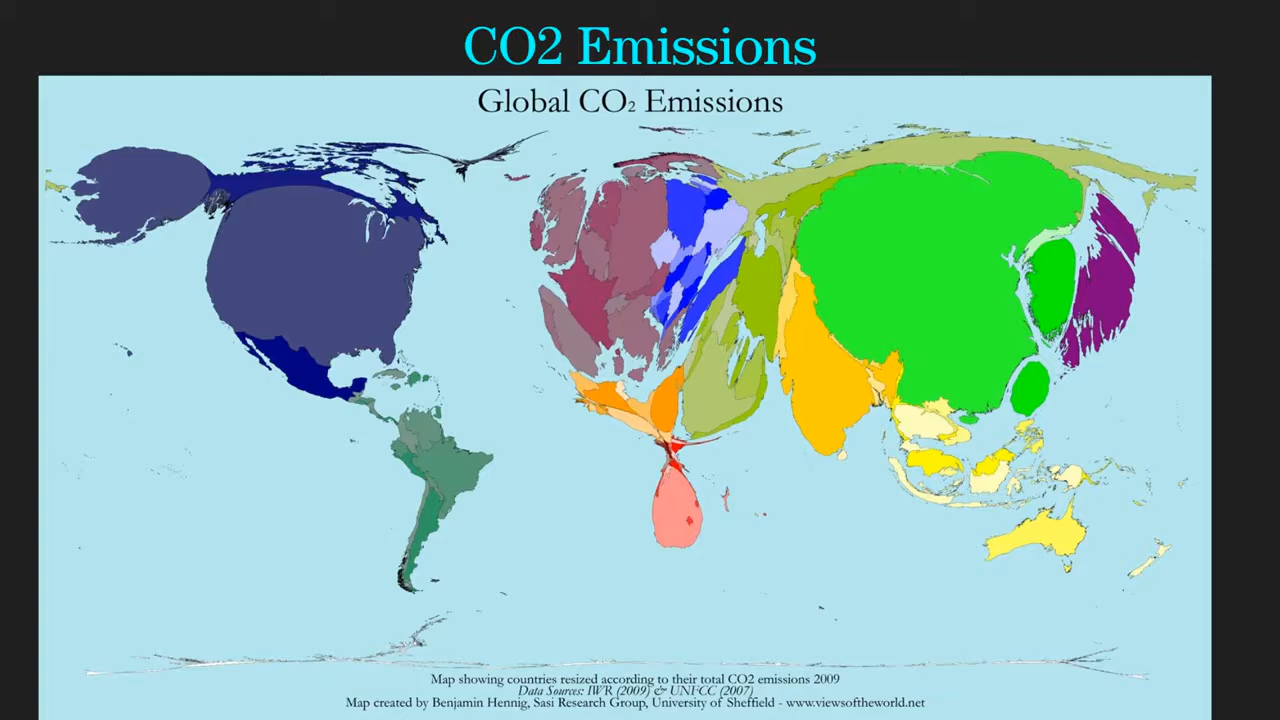 CO2 Emissions
Global CO₂ Emissions
Map showing countries resized according to their total CO2 emissions 2009
Data Sources: IWR (2009) & UNFCC (2007)
Map created by Benjamin Hennig, Sasi Research Group, University of Sheffield - www.viewsoftheworld.net